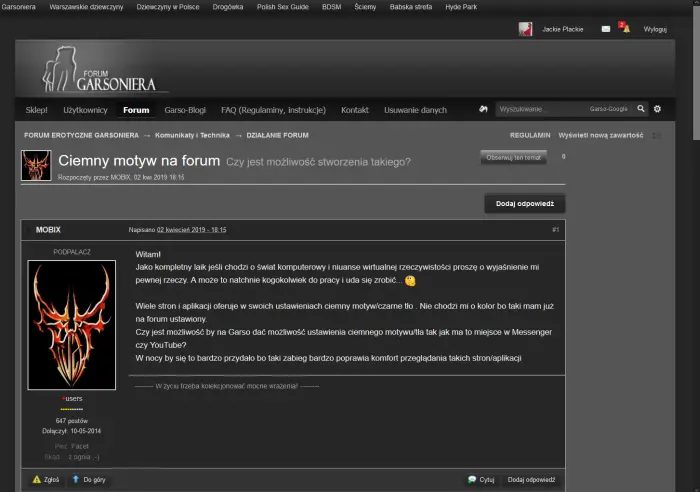 Garsoniera Warszawskie dziewczyny Dziewczyny w Polsce Drogówka Polish Sex Guide BDSM Ściemy Babska strefa Hyde Park
Jackie Plackie 2 Wyloguj
FORUM
GARSONIERA
Sklep! Użytkownicy Forum Garso-Blogi FAQ (Regulaminy, instrukcje) Kontakt Usuwanie danych Wyszukiwanie... Garso-Google
FORUM EROTYCZNE GARSONIERA → Komunikaty i Technika → DZIAŁANIE FORUM REGULAMIN Wyświetl nową zawartość
Ciemny motyw na forum Czy jest możliwość stworzenia takiego? Obserwuj ten temat 0
Rozpoczęty przez MOBIX, 02 kwi 2019 18:15
Dodaj odpowiedź
MOBIX Napisano 02 kwiecień 2019 - 18:15 #1
PODPALACZ
Witam!
Jako kompletny laik jeśli chodzi o świat komputerowy i niuanse wirtualnej rzeczywistości proszę o wyjaśnienie mi
pewnej rzeczy. A może to natchnie kogokolwiek do pracy i uda się zrobić...
Wiele stron i aplikacji oferuje w swoich ustawieniach ciemny motyw/czarne tło . Nie chodzi mi o kolor bo taki mam już
na forum ustawiony.
Czy jest możliwość by na Garso dać możliwość ustawienia ciemnego motywu/tła tak jak ma to miejsce w Messenger
czy YouTube?
W nocy by się to bardzo przydało bo taki zabieg bardzo poprawia komfort przeglądania takich stron/aplikacji
--------- W życiu trzeba kolekcjonować mocne wrażenia! ---------
+users
647 postów
Dołączył: 10-05-2014
Płeć: Facet
Skąd: z ognia ;-)
Zgłoś Do góry Cytuj Dodaj odpowiedź